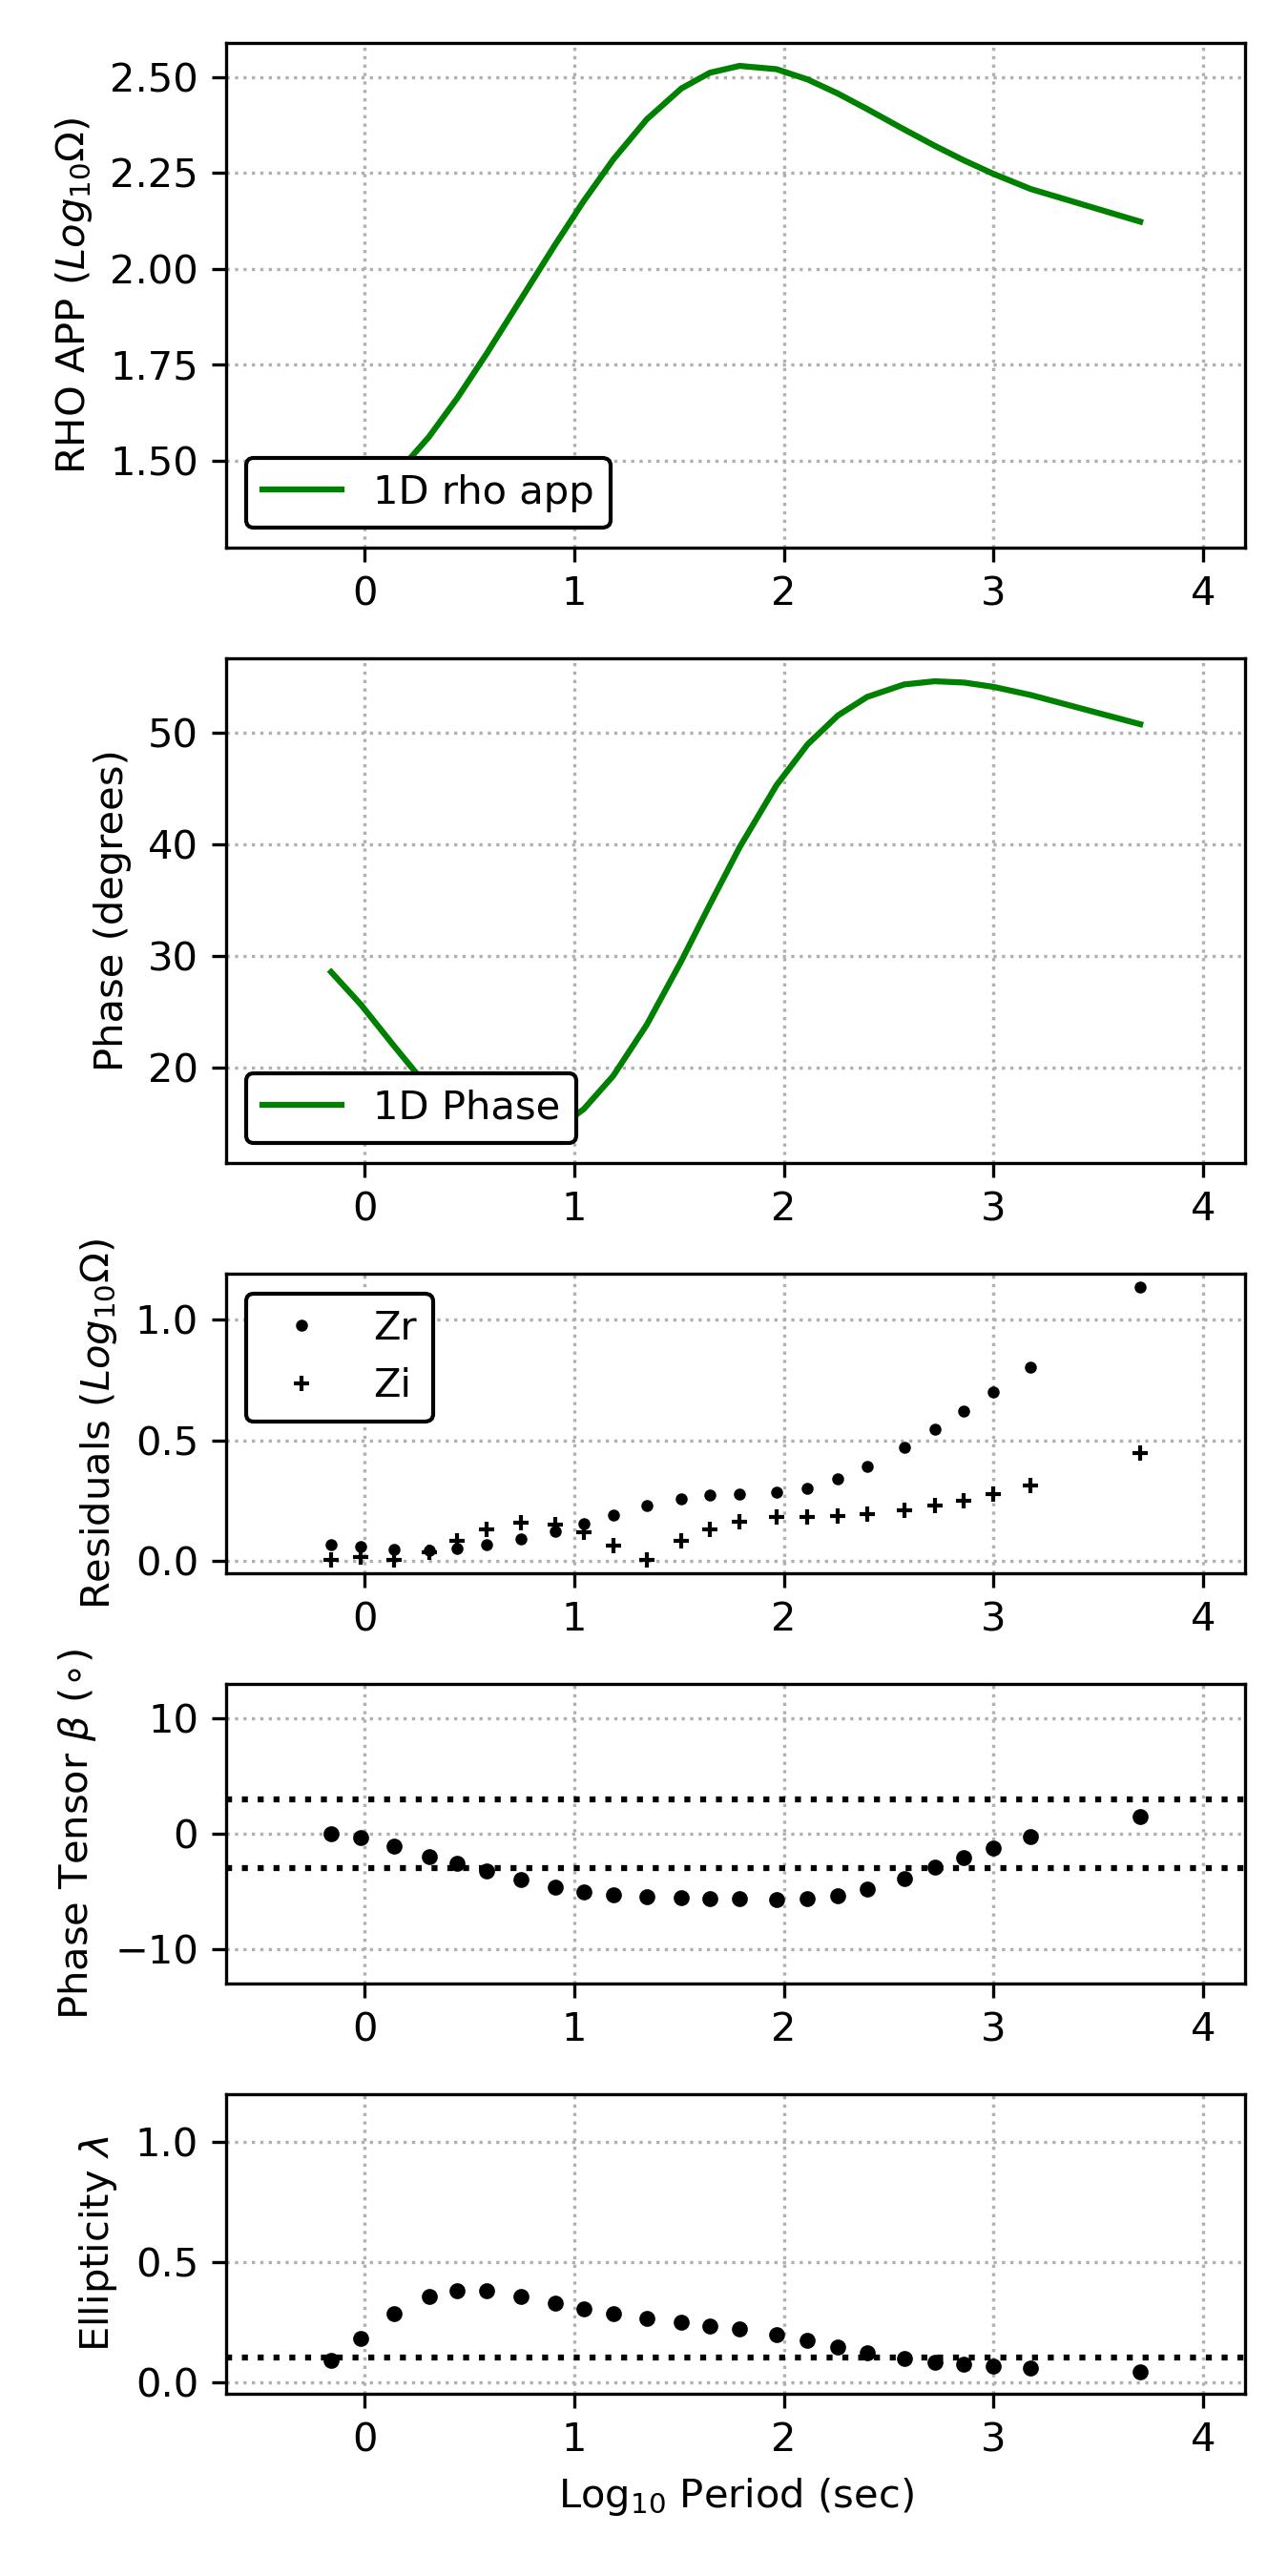 RHO APP (Log₁₀Ω)
2.50
2.25
2.00
1.75
1.50
1D rho app
0 1 2 3 4
Phase (degrees)
50
40
30
20
1D Phase
0 1 2 3 4
Residuals (Log₁₀Ω)
1.0
0.5
0.0
Zr
Zi
0 1 2 3 4
Phase Tensor β (∘)
10
0
−10
0 1 2 3 4
Ellipticity λ
1.0
0.5
0.0
0 1 2 3 4
Log₁₀ Period (sec)